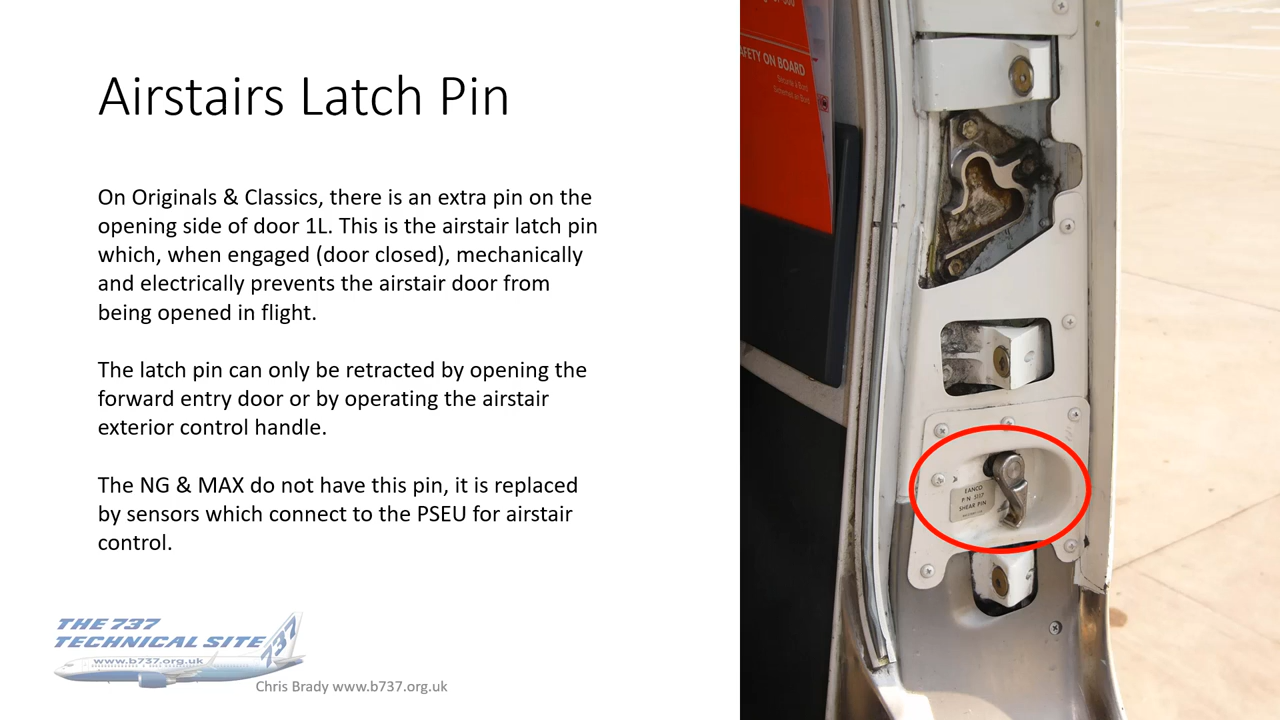 Airstairs Latch Pin
On Originals & Classics, there is an extra pin on the
opening side of door 1L. This is the airstair latch pin
which, when engaged (door closed), mechanically
and electrically prevents the airstair door from
being opened in flight.
The latch pin can only be retracted by opening the
forward entry door or by operating the airstair
exterior control handle.
The NG & MAX do not have this pin, it is replaced
by sensors which connect to the PSEU for airstair
control.
THE 737
TECHNICAL SITE
737
www.b737.org.uk
Chris Brady www.b737.org.uk
AFETY ON BOARD
P/N 5107
SHEAR PIN